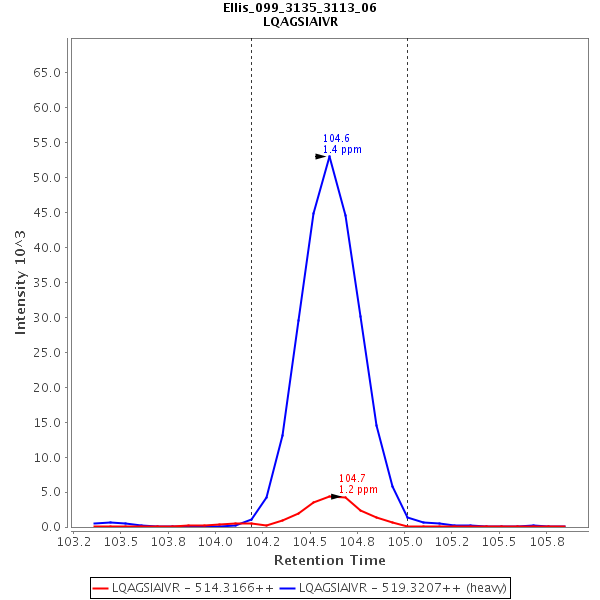 Ellis_099_3135_3113_06
LQAGSIAIVR
65.0
60.0
55.0
50.0
45.0
40.0
35.0
30.0
25.0
20.0
15.0
10.0
5.0
0.0
Intensity 10^3
104.6
1.4 ppm
104.7
1.2 ppm
103.2 103.5 103.8 104.0 104.2 104.5 104.8 105.0 105.2 105.5 105.8
Retention Time
LQAGSIAIVR - 514.3166++ LQAGSIAIVR - 519.3207++ (heavy)